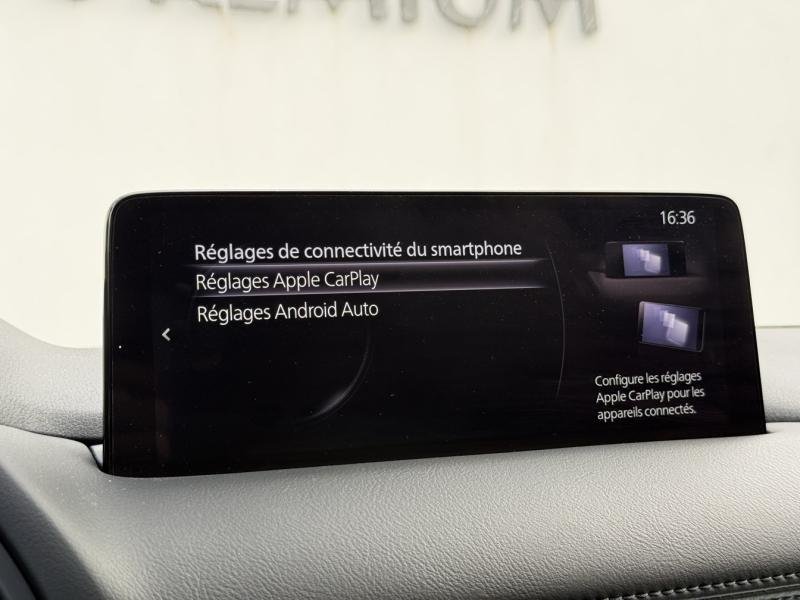 PREMIUM
16:36
Réglages de connectivité du smartphone
Réglages Apple CarPlay
Réglages Android Auto
Configure les réglages
Apple CarPlay pour les
appareils connectés.